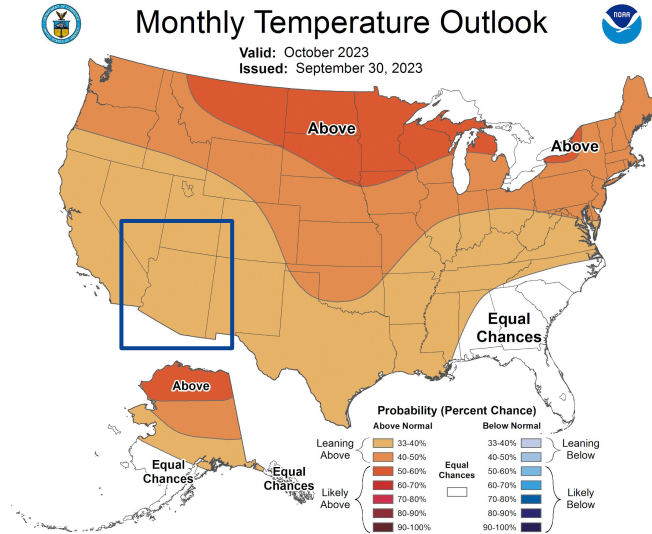 Monthly Temperature Outlook
NOAA
Valid: October 2023
Issued: September 30, 2023
Above
Above
Equal
Chances
Above
Equal
Chances
Equal
Chances
Probability (Percent Chance)
Above Normal
Below Normal
Leaning
Above
Likely
Above
33-40%
40-50%
50-60%
60-70%
70-80%
80-90%
90-100%
Equal
Chances
33-40%
40-50%
50-60%
60-70%
70-80%
80-90%
90-100%
Leaning
Below
Likely
Below